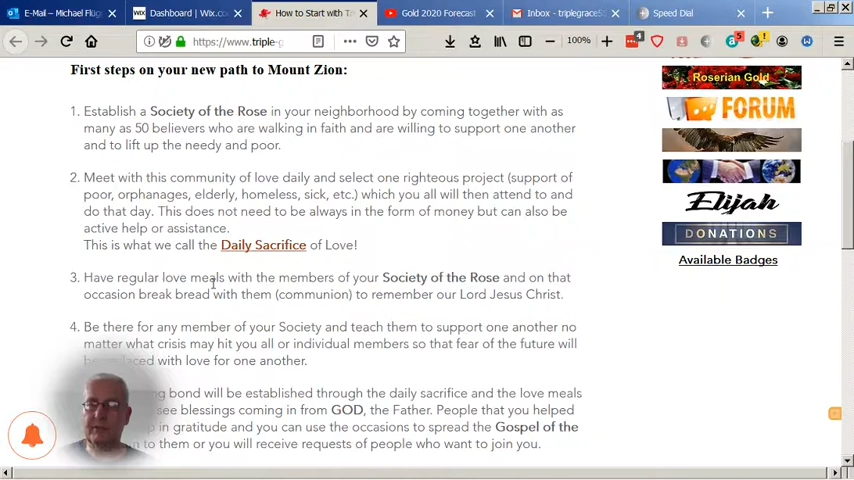 E-Mail – Michael Flüg
WIX Dashboard | Wix.com
How to Start with T
Gold 2020 Forecast
Inbox - triplegrace
Speed Dial
https://www.triple-g
100%
First steps on your new path to Mount Zion:
1. Establish a Society of the Rose in your neighborhood by coming together with as
many as 50 believers who are walking in faith and are willing to support one another
and to lift up the needy and poor.
2. Meet with this community of love daily and select one righteous project (support of
poor, orphanages, elderly, homeless, sick, etc.) which you all will then attend to and
do that day. This does not need to be always in the form of money but can also be
active help or assistance.
This is what we call the Daily Sacrifice of Love!
3. Have regular love meals with the members of your Society of the Rose and on that
occasion break bread with them (communion) to remember our Lord Jesus Christ.
4. Be there for any member of your Society and teach them to support one another no
matter what crisis may hit you all or individual members so that fear of the future will
be replaced with love for one another.
bond will be established through the daily sacrifice and the love meals
see blessings coming in from GOD, the Father. People that you helped
in gratitude and you can use the occasions to spread the Gospel of the
to them or you will receive requests of people who want to join you.
Roserian Gold
FORUM
Elijah
DONATIONS
Available Badges